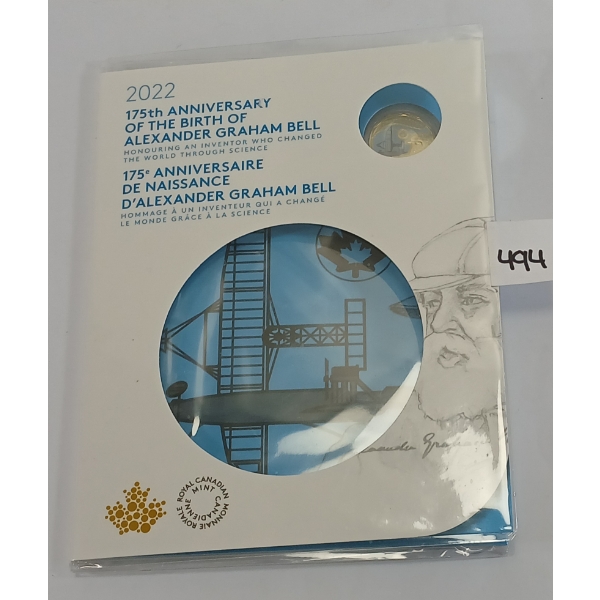 2022
175th ANNIVERSARY
OF THE BIRTH OF
ALEXANDER GRAHAM BELL
HONOURING AN INVENTOR WHO CHANGED
THE WORLD THROUGH SCIENCE
175e ANNIVERSAIRE
DE NAISSANCE
D'ALEXANDER GRAHAM BELL
HOMMAGE À UN INVENTEUR QUI A CHANGÉ
LE MONDE GRÂCE À LA SCIENCE
494
ROYAL CANADIAN MINT
MONNAIE ROYALE CANADIENNE